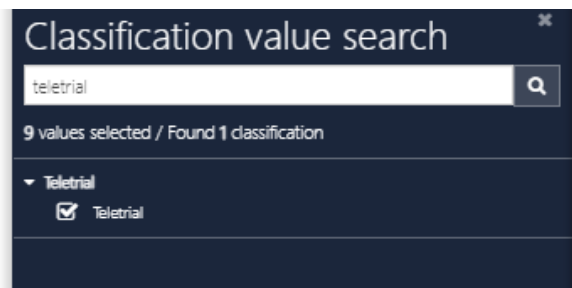 Classification value search
teletrial
9 values selected / Found 1 classification
Teletrial
Teletrial